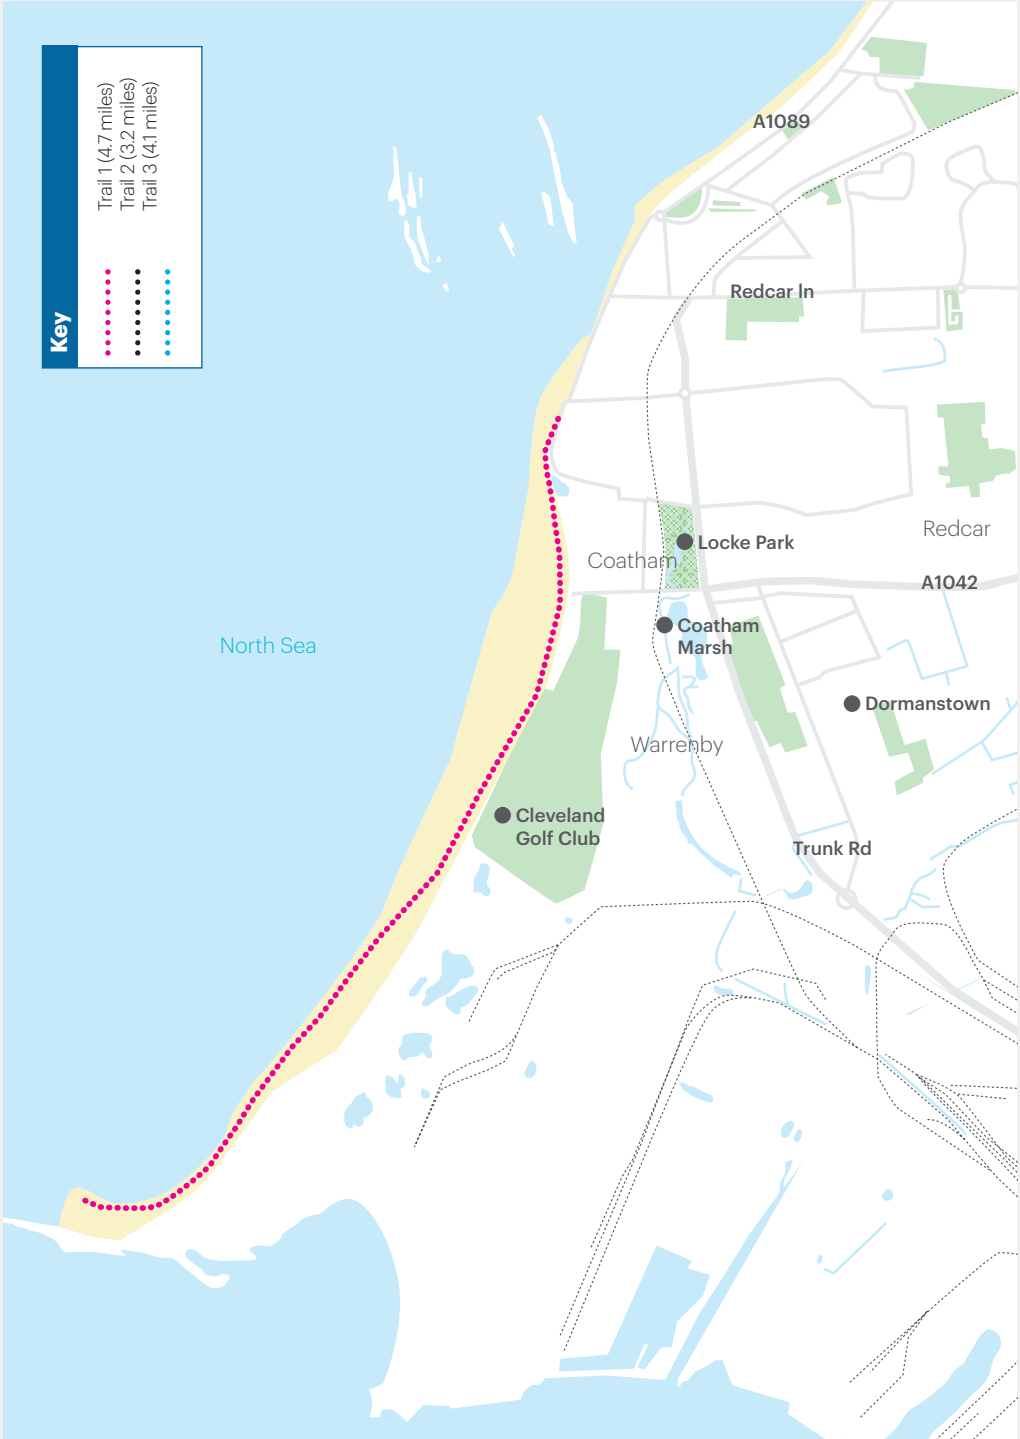 Key
Trail 1 (4.7 miles)
Trail 2 (3.2 miles)
Trail 3 (4.1 miles)
A1089
Redcar ln
Redcar
Locke Park
Coatham
A1042
Coatham
Marsh
North Sea
Dormanstown
Warrenby
Cleveland
Golf Club
Trunk Rd